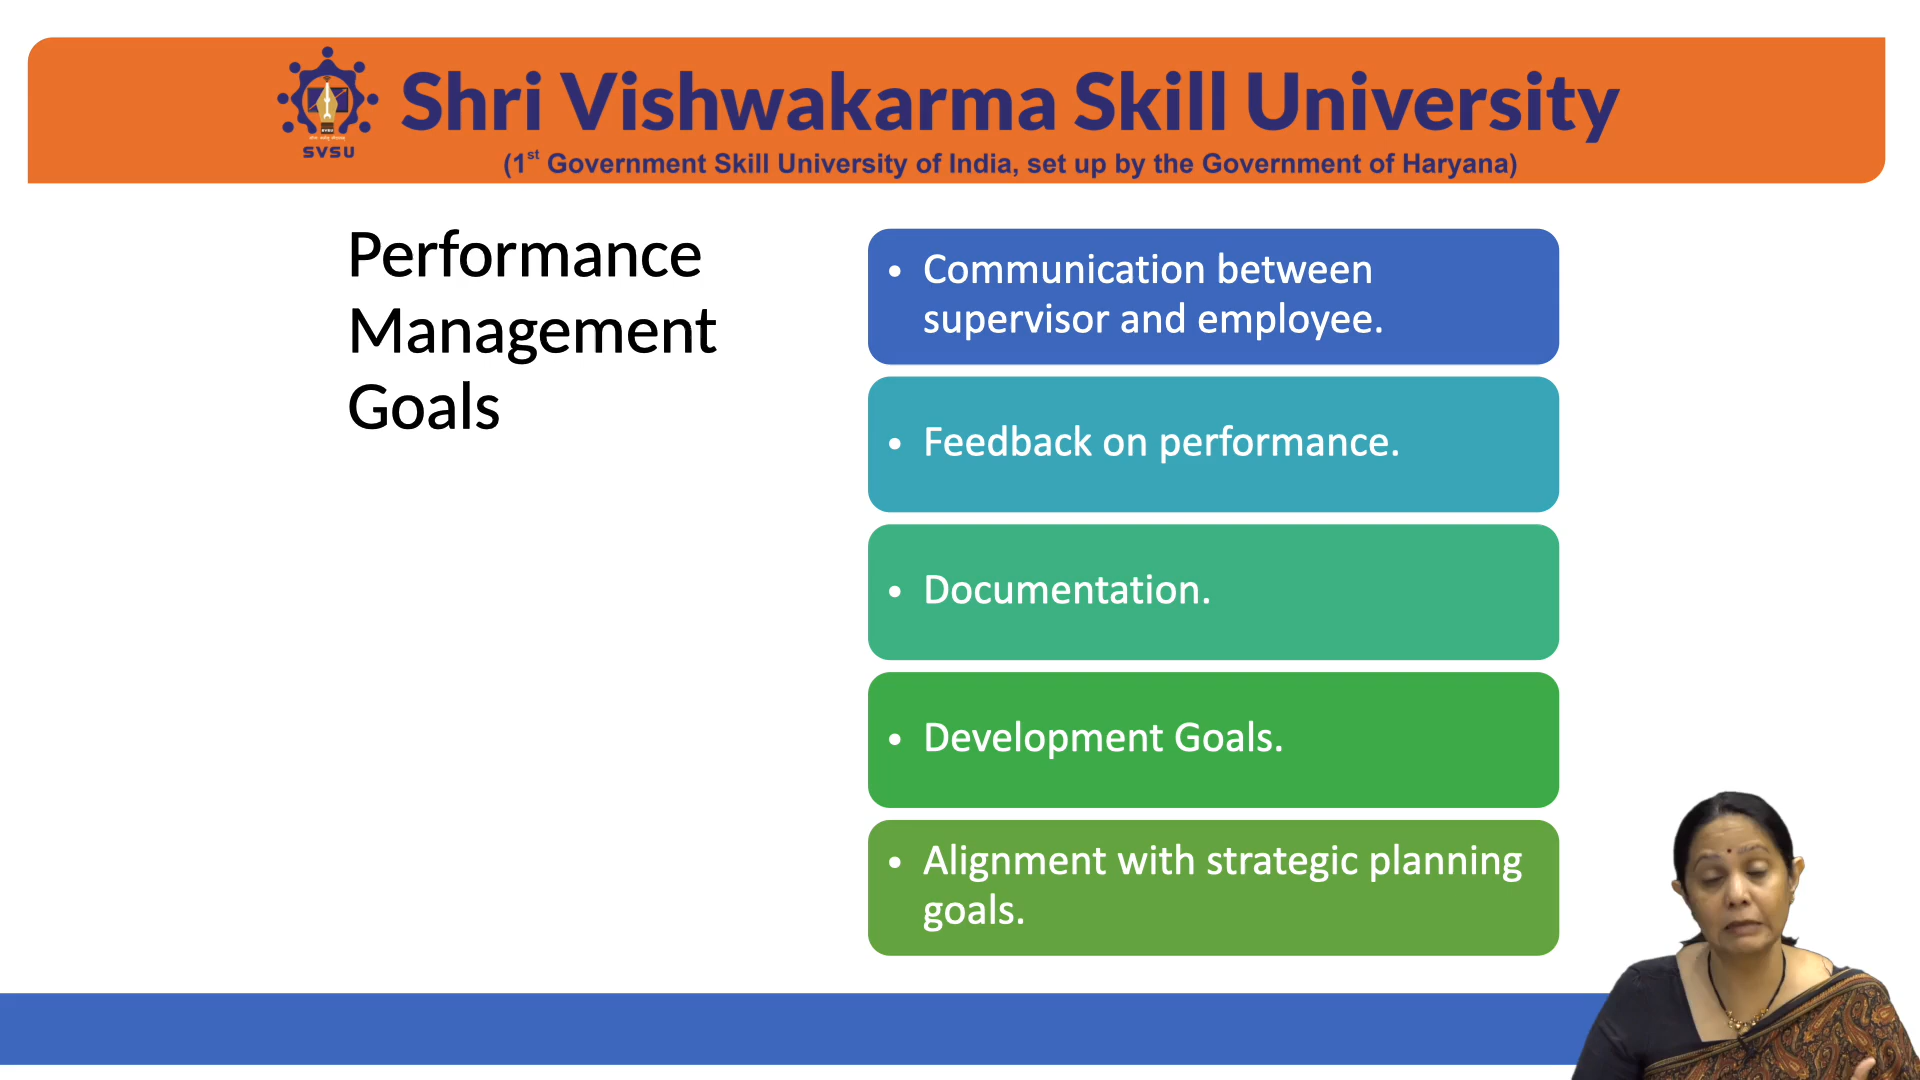 SVSU
Shri Vishwakarma Skill University
(1st Government Skill University of India, set up by the Government of Haryana)
Performance
Management
Goals
• Communication between
supervisor and employee.
• Feedback on performance.
• Documentation.
• Development Goals.
• Alignment with strategic planning
goals.